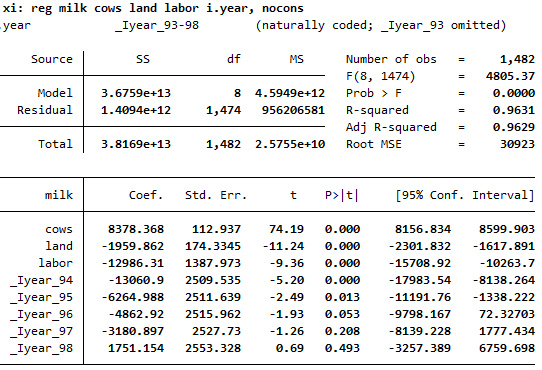 xi: reg milk cows land labor i.year, nocons
.year _Iyear_93-98 (naturally coded; _Iyear_93 omitted)
Source SS df MS Number of obs = 1,482
F(8, 1474) = 4805.37
Model 3.6759e+13 8 4.5949e+12 Prob > F = 0.0000
Residual 1.4094e+12 1,474 956206581 R-squared = 0.9631
Adj R-squared = 0.9629
Total 3.8169e+13 1,482 2.5755e+10 Root MSE = 30923
milk Coef. Std. Err. t P>|t| [95% Conf. Interval]
cows 8378.368 112.937 74.19 0.000 8156.834 8599.903
land -1959.862 174.3345 -11.24 0.000 -2301.832 -1617.891
labor -12986.31 1387.973 -9.36 0.000 -15708.92 -10263.7
_Iyear_94 -13060.9 2509.535 -5.20 0.000 -17983.54 -8138.264
_Iyear_95 -6264.988 2511.639 -2.49 0.013 -11191.76 -1338.222
_Iyear_96 -4862.92 2515.962 -1.93 0.053 -9798.167 72.32703
_Iyear_97 -3180.897 2527.73 -1.26 0.208 -8139.228 1777.434
_Iyear_98 1751.154 2553.328 0.69 0.493 -3257.389 6759.698